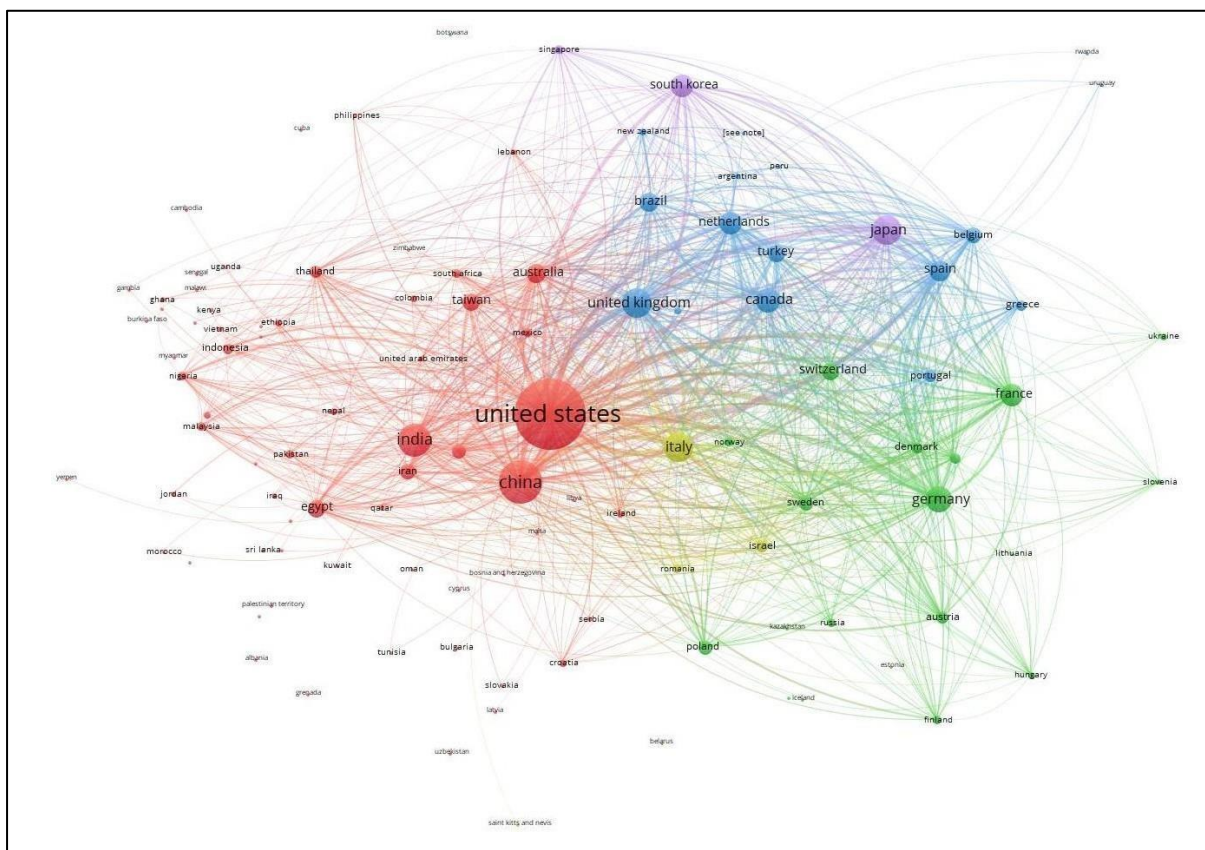 botswana
singapore
rwanda
south korea
uruguay
philippines
cuba
new zealand
[see note]
lebanon
peru
argentina
brazil
cambodia
netherlands
japan
belgium
zimbabwe
turkey
uganda
senegal
thailand
south africa
australia
spain
gambia
malawi
ghana
colombia
taiwan
united kingdom
canada
greece
kenya
burkina faso
vietnam
ethiopia
mexico
ukraine
indonesia
myanmar
united arab emirates
switzerland
nigeria
portugal
france
nepal
united states
malaysia
india
italy
norway
denmark
pakistan
iran
yemen
china
slovenia
jordan
iraq
libya
sweden
germany
egypt
qatar
ireland
malta
israel
morocco
sri lanka
lithuania
kuwait
oman
bosnia and herzegovina
romania
cyprus
palestinian territory
serbia
kazakhstan
russia
austria
tunisia
bulgaria
poland
albania
croatia
estonia
hungary
slovakia
grenada
iceland
latvia
finland
belarus
uzbekistan
saint kitts and nevis